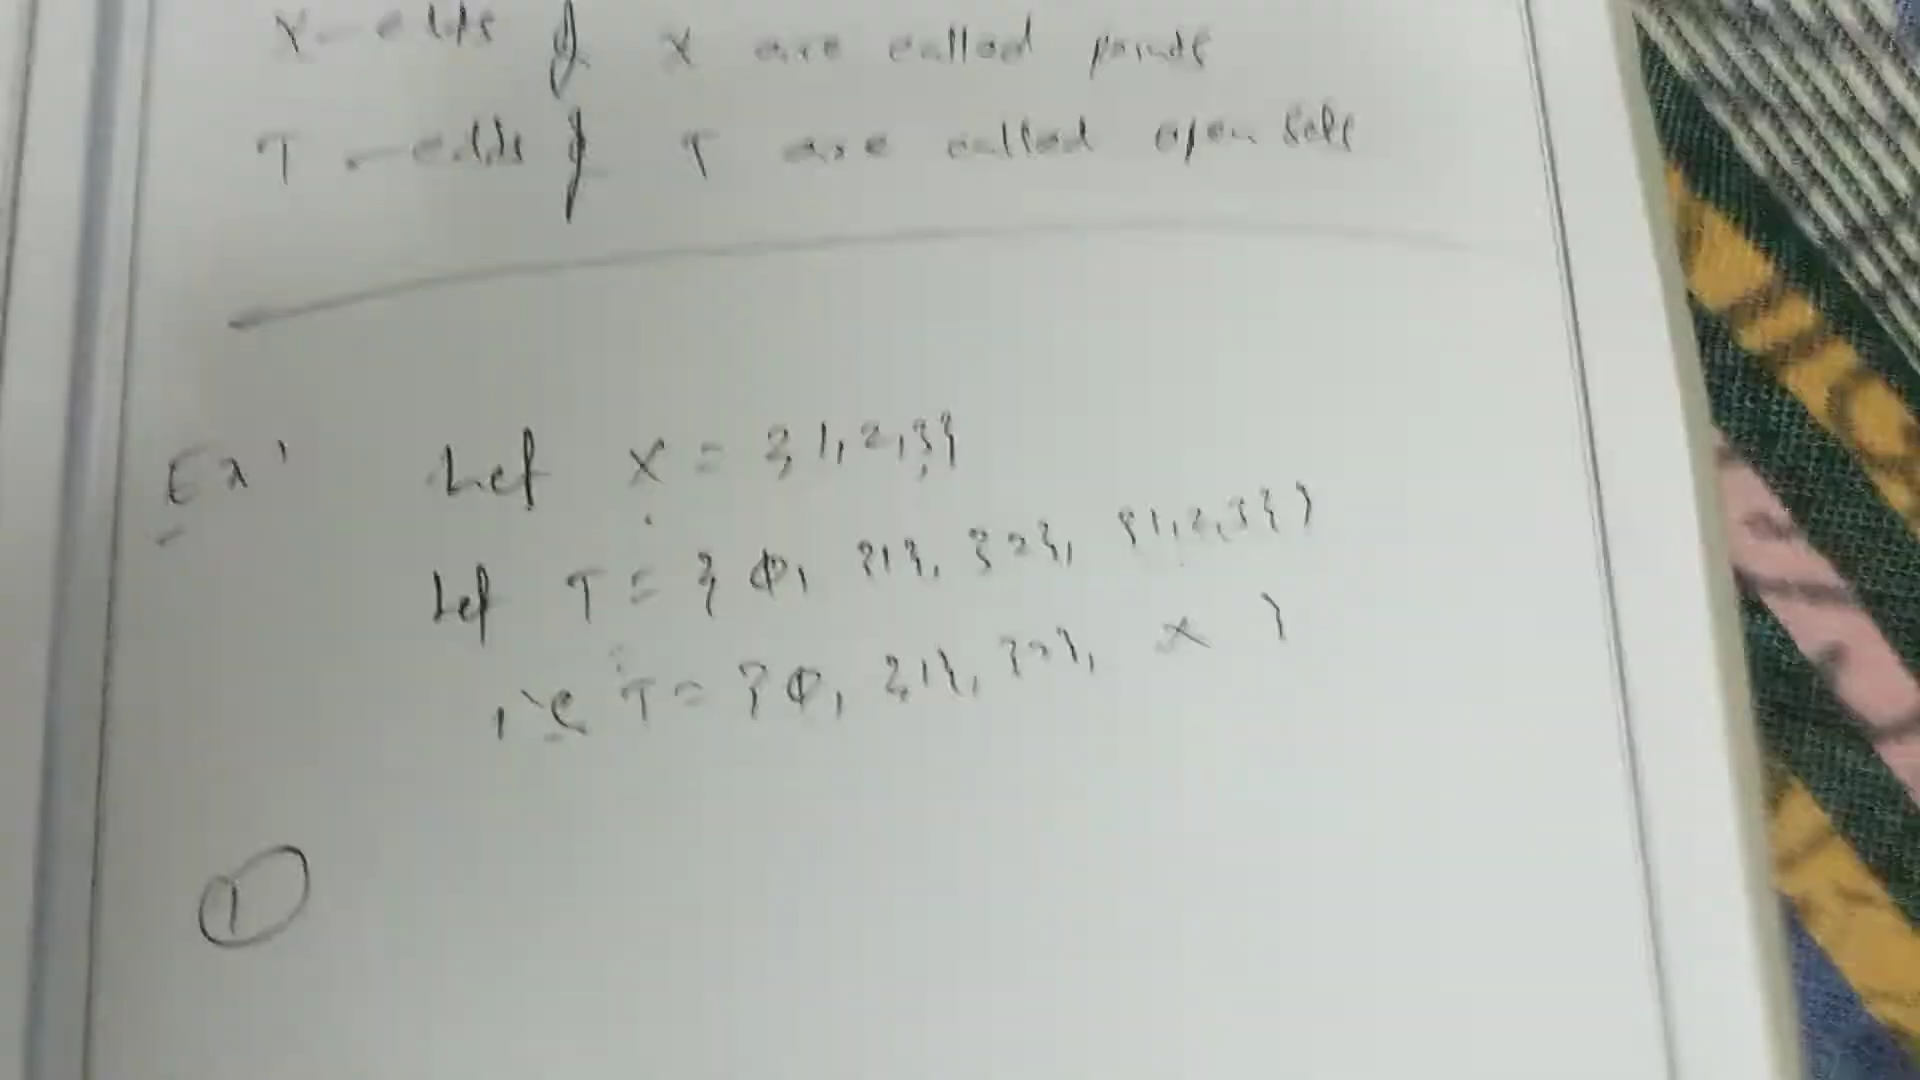 X - elts of X are called points
T - elts of T are called open sets
Ex' Let X = {1,2,3}
Let T = { φ, {1}, {2}, {1,2,3} }
i.e T = { φ, {1}, {2}, X }
1